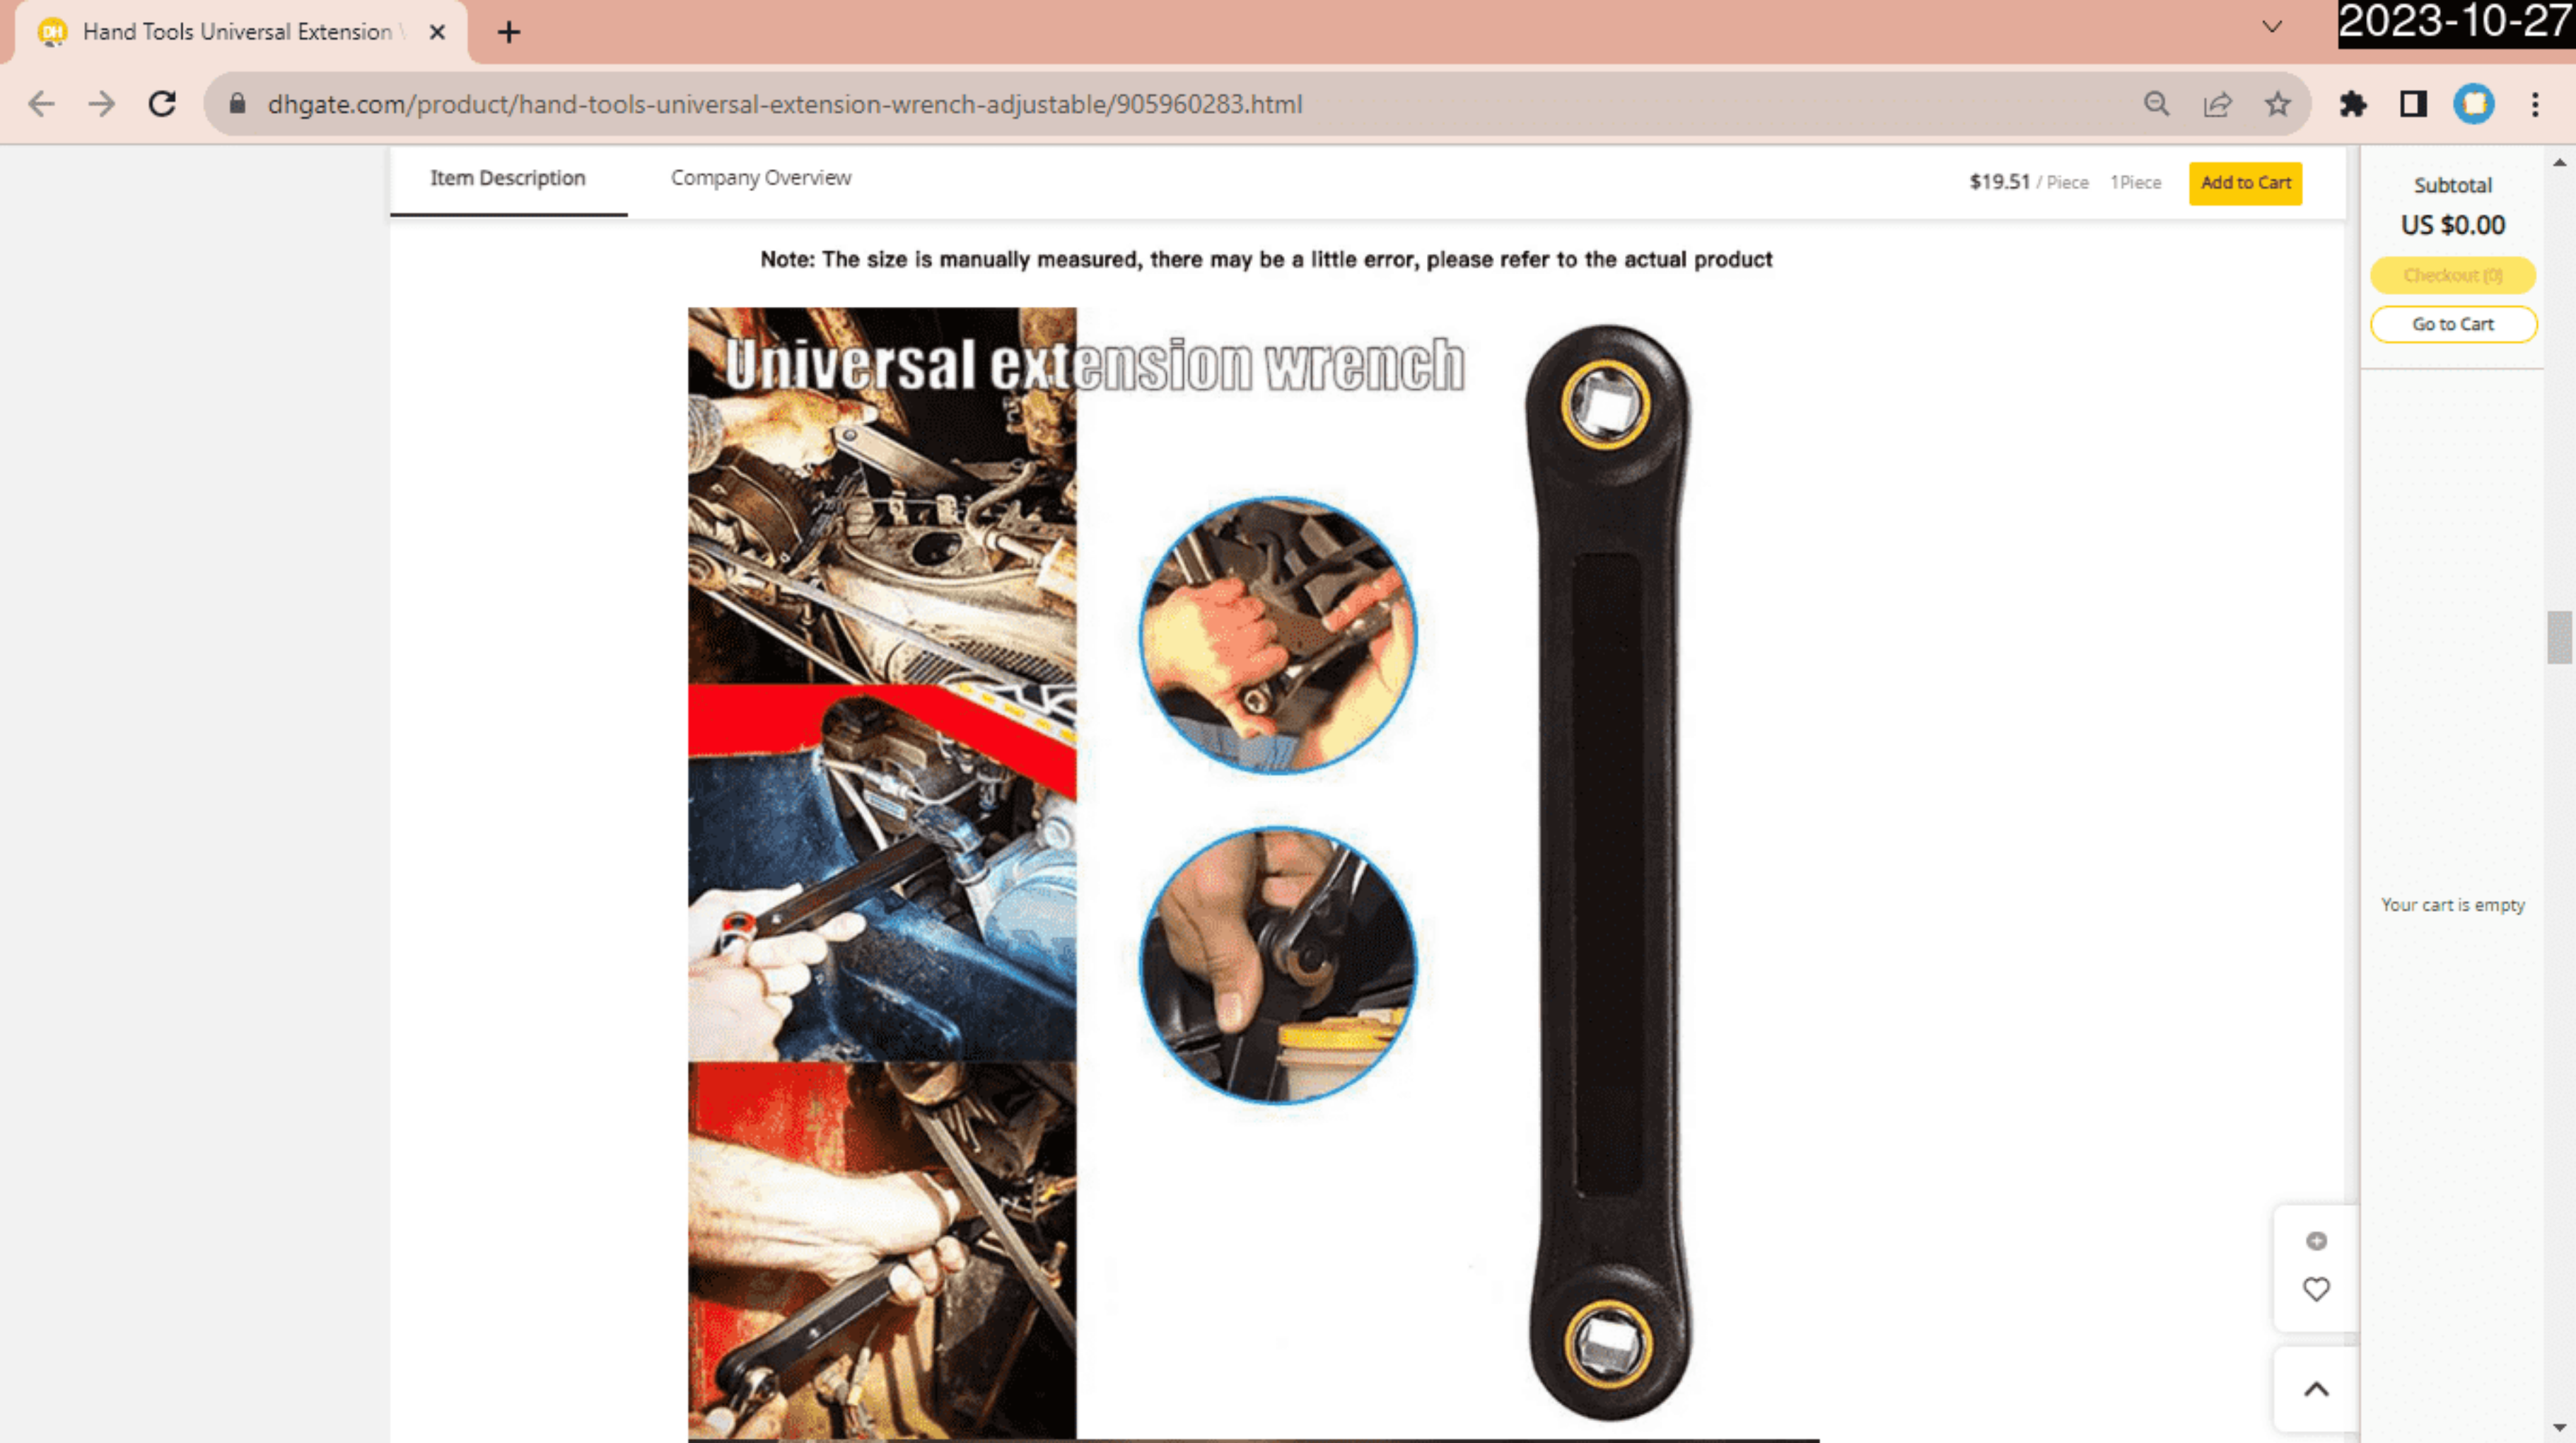 Hand Tools Universal Extension
2023-10-27
dhgate.com/product/hand-tools-universal-extension-wrench-adjustable/905960283.html
Item Description
Company Overview
$19.51 / Piece 1Piece
Add to Cart
Subtotal
US $0.00
Checkout (0)
Go to Cart
Note: The size is manually measured, there may be a little error, please refer to the actual product
Universal extension wrench
Your cart is empty